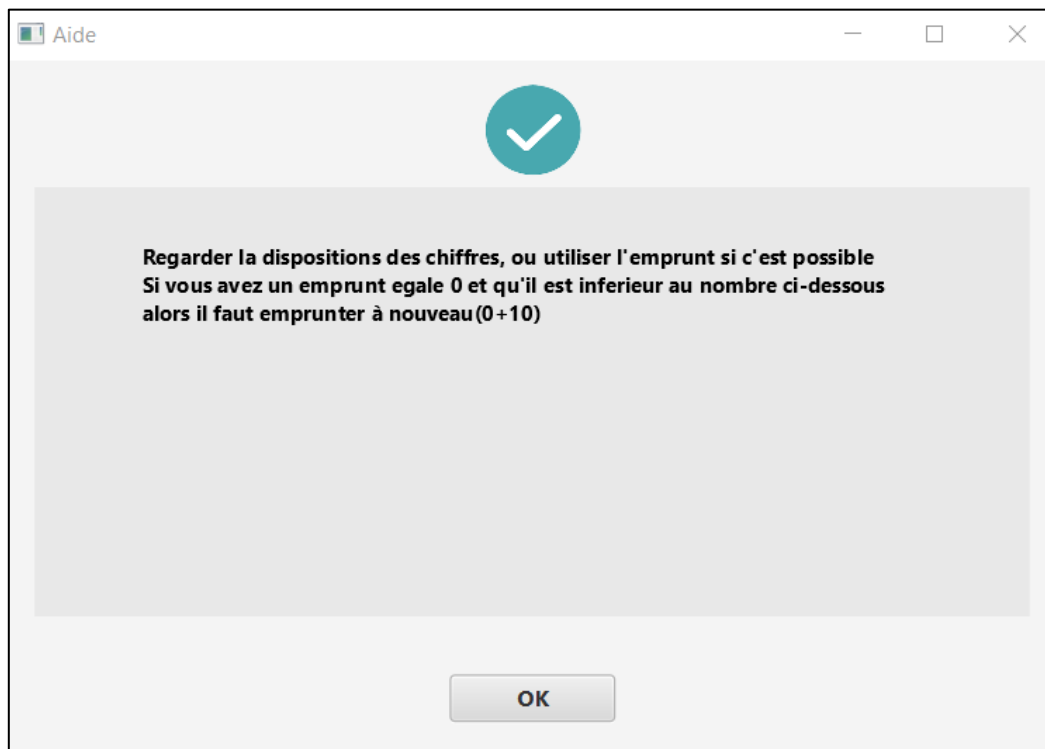 Aide
Regarder la dispositions des chiffres, ou utiliser l'emprunt si c'est possible
Si vous avez un emprunt egale 0 et qu'il est inferieur au nombre ci-dessous
alors il faut emprunter à nouveau(0+10)
OK